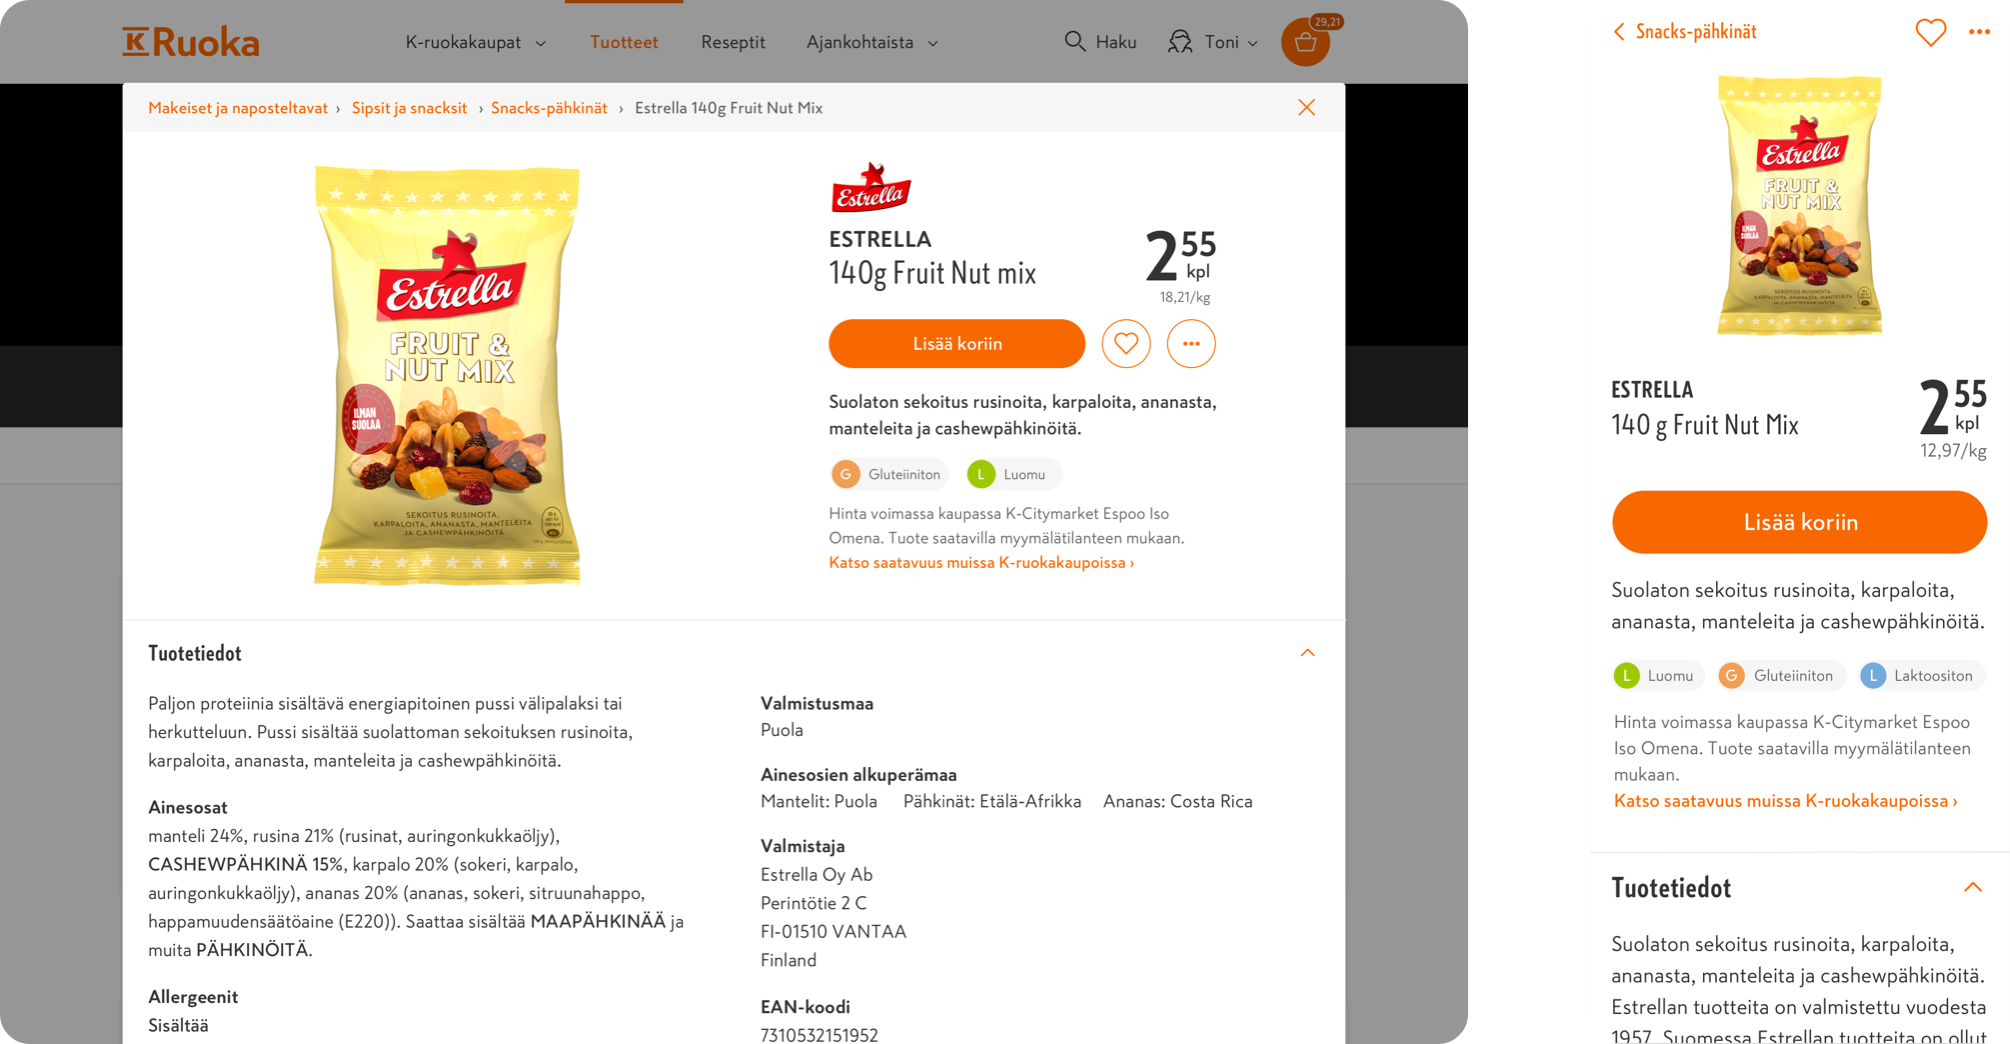 K Ruoka
K-ruokakaupat
Tuotteet
Reseptit
Ajankohtaista
Haku
Toni
29,21
Makeiset ja naposteltavat › Sipsit ja snacksit › Snacks-pähkinät › Estrella 140g Fruit Nut Mix
Estrella
FRUIT &
NUT MIX
ILMAN
SUOLAA
SEKOITUS RUSINOITA,
KARPALOITA, ANANASTA, MANTELEITA
JA CASHEWPÄHKINÖITÄ
Estrella
ESTRELLA
140g Fruit Nut mix
2 55
kpl
18,21/kg
Lisää koriin
Suolaton sekoitus rusinoita, karpaloita, ananasta,
manteleita ja cashewpähkinöitä.
G Gluteiiniton
L Luomu
Hinta voimassa kaupassa K-Citymarket Espoo Iso
Omena. Tuote saatavilla myymälätilanteen mukaan.
Katso saatavuus muissa K-ruokakaupoissa ›
Tuotetiedot
Paljon proteiinia sisältävä energiapitoinen pussi välipalaksi tai
herkutteluun. Pussi sisältää suolattoman sekoituksen rusinoita,
karpaloita, ananasta, manteleita ja cashewpähkinöitä.
Ainesosat
manteli 24%, rusina 21% (rusinat, auringonkukkaöljy),
CASHEWPÄHKINÄ 15%, karpalo 20% (sokeri, karpalo,
auringonkukkaöljy), ananas 20% (ananas, sokeri, sitruunahappo,
happamuudensäätöaine (E220)). Saattaa sisältää MAAPÄHKINÄÄ ja
muita PÄHKINÖITÄ.
Allergeenit
Sisältää
Valmistusmaa
Puola
Ainesosien alkuperämaa
Mantelit: Puola Pähkinät: Etälä-Afrikka Ananas: Costa Rica
Valmistaja
Estrella Oy Ab
Perintötie 2 C
FI-01510 VANTAA
Finland
EAN-koodi
7310532151952
Snacks-pähkinät
Estrella
FRUIT &
NUT MIX
ILMAN
SUOLAA
SEKOITUS RUSINOITA,
KARPALOITA, ANANASTA, MANTELEITA
JA CASHEWPÄHKINÖITÄ
ESTRELLA
140 g Fruit Nut Mix
2 55
kpl
12,97/kg
Lisää koriin
Suolaton sekoitus rusinoita, karpaloita,
ananasta, manteleita ja cashewpähkinöitä.
L Luomu
G Gluteiiniton
L Laktoositon
Hinta voimassa kaupassa K-Citymarket Espoo
Iso Omena. Tuote saatavilla myymälätilanteen
mukaan.
Katso saatavuus muissa K-ruokakaupoissa ›
Tuotetiedot
Suolaton sekoitus rusinoita, karpaloita,
ananasta, manteleita ja cashewpähkinöitä.
Estrellan tuotteita on valmistettu vuodesta
1957. Suomessa Estrellan tuotteita on ollut